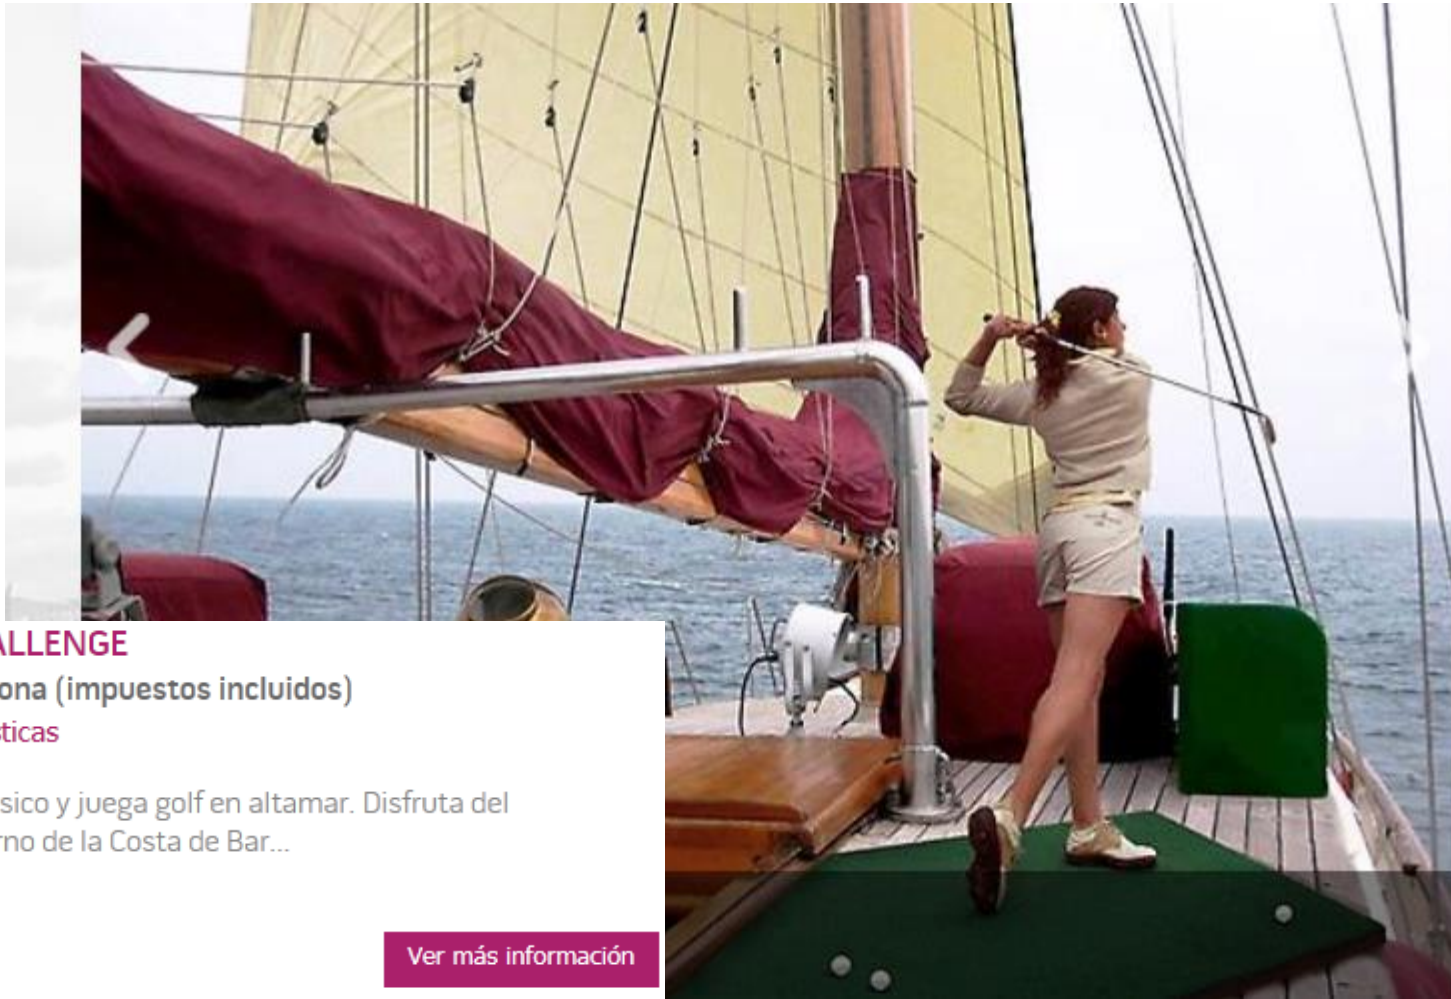 ALLENGE
ona (impuestos incluidos)
ticas
sico y juega golf en altamar. Disfruta del
rno de la Costa de Bar...
Ver más información